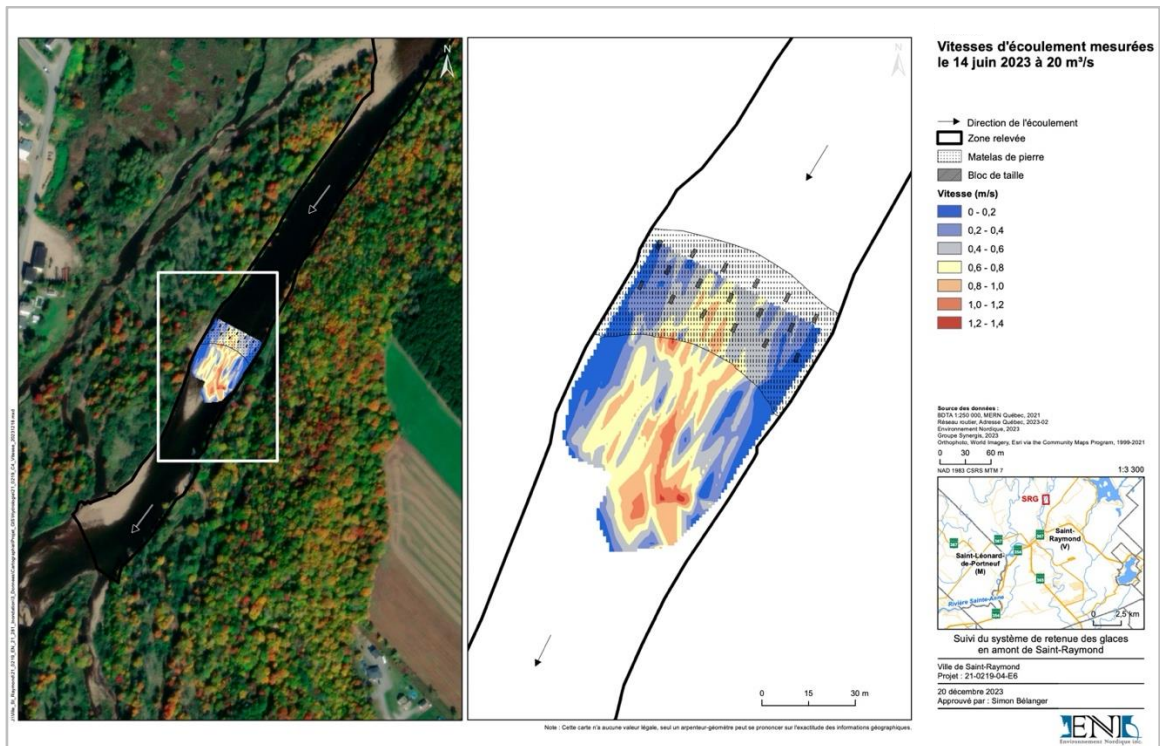 N
N
Vitesses d'écoulement mesurées
le 14 juin 2023 à 20 m³/s
Direction de l'écoulement
Zone relevée
Matelas de pierre
Bloc de taille
Vitesse (m/s)
0 - 0,2
0,2 - 0,4
0,4 - 0,6
0,6 - 0,8
0,8 - 1,0
1,0 - 1,2
1,2 - 1,4
Source des données :
BDTA 1:250 000, MERN Québec, 2021
Réseau routier, Adresse Québec, 2023-02
Environnement Nordique, 2023
Groupe Synergis, 2023
Orthophoto, World Imagery, Esri via the Community Maps Program, 1999-2021
0 30 60 m
NAD 1983 CSRS MTM 7
1:3 300
SRG
Saint-
Raymond
(V)
Saint-Léonard-
de-Portneuf
(M)
Rivière Sainte-Anne
0 2,5 km
Suivi du système de retenue des glaces
en amont de Saint-Raymond
Ville de Saint-Raymond
Projet : 21-0219-04-E6
20 décembre 2023
Approuvé par : Simon Bélanger
ENI
Environnement Nordique inc.
0 15 30 m
Note : Cette carte n'a aucune valeur légale, seul un arpenteur-géomètre peut se prononcer sur l'exactitude des informations géographiques.